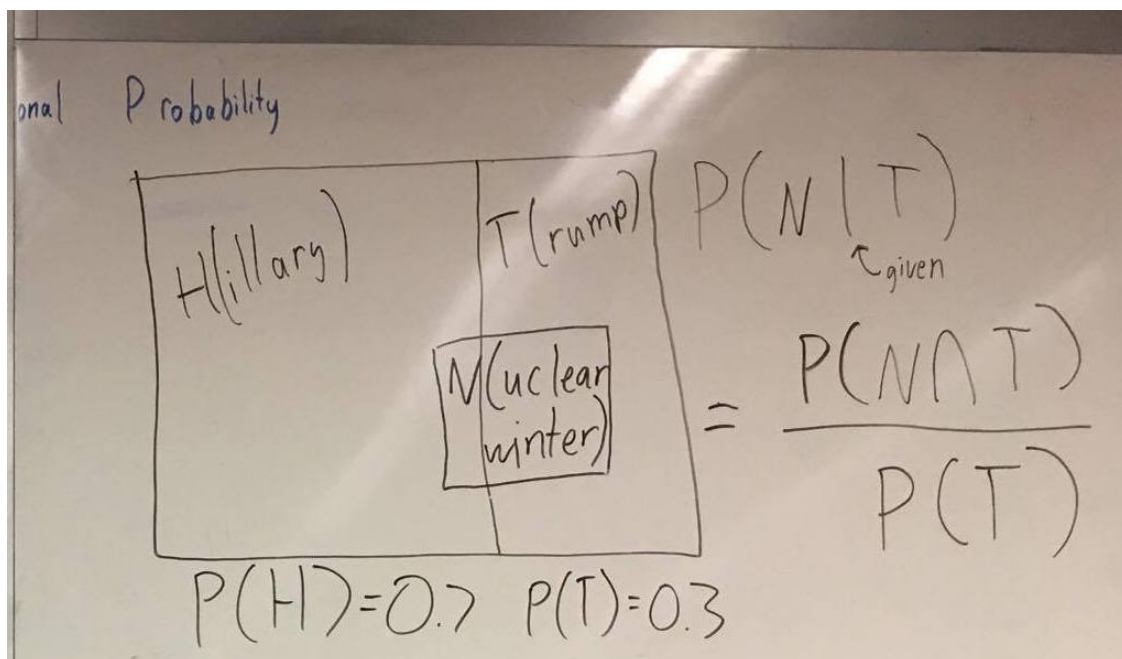 onal Probability
H(illary)
T(rump)
N(uclear
winter)
P(H)=0.7 P(T)=0.3
P(N|T)
given
=
P(N∩T)
P(T)